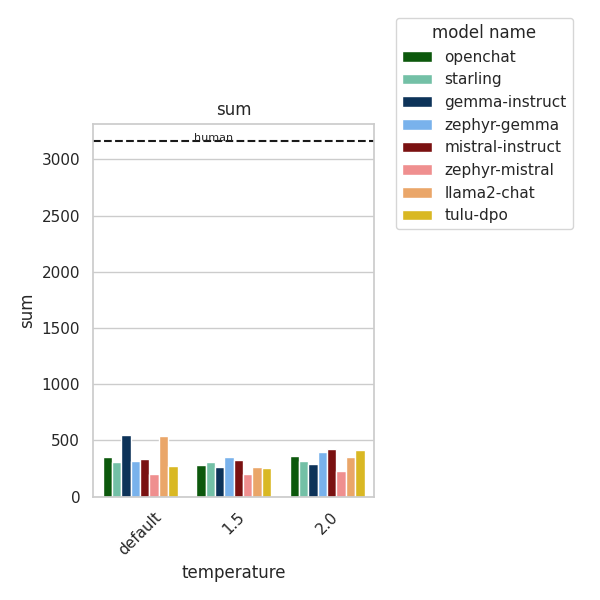 model name
openchat
starling
gemma-instruct
zephyr-gemma
mistral-instruct
zephyr-mistral
llama2-chat
tulu-dpo
sum
human
3000
2500
2000
1500
1000
500
0
sum
default
1.5
2.0
temperature